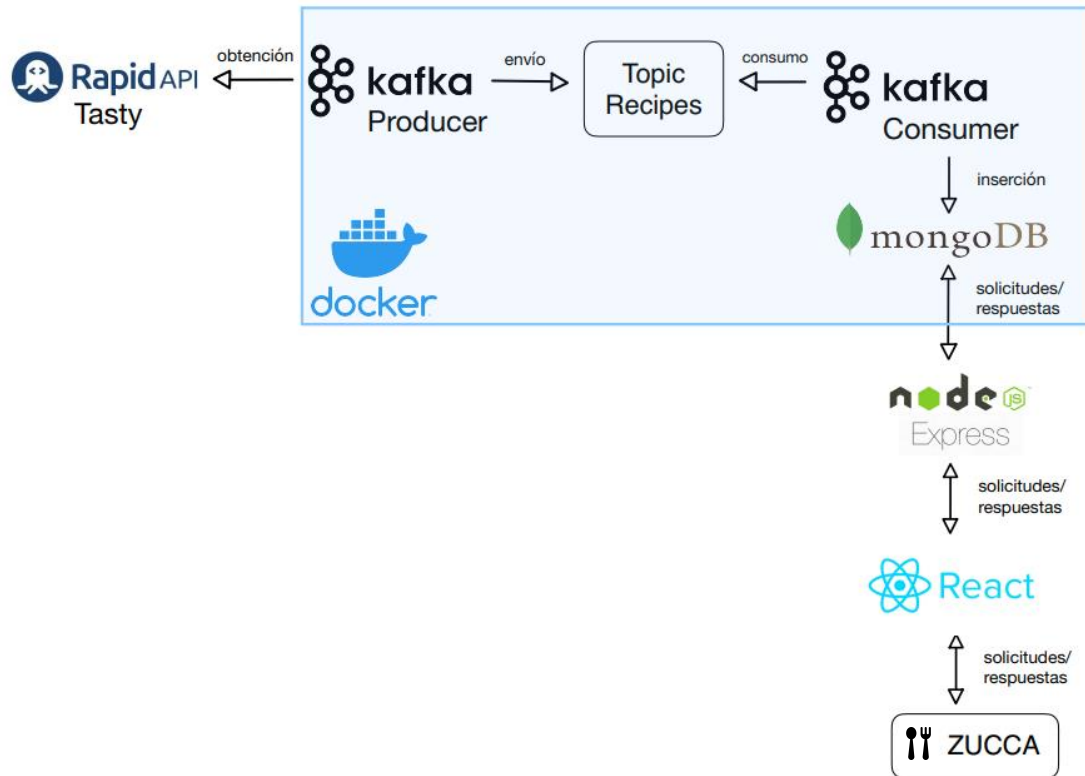 RapidAPI
Tasty
obtención
kafka
Producer
envío
Topic
Recipes
consumo
kafka
Consumer
inserción
mongoDB
docker
solicitudes/
respuestas
node
JS
Express
solicitudes/
respuestas
React
solicitudes/
respuestas
ZUCCA